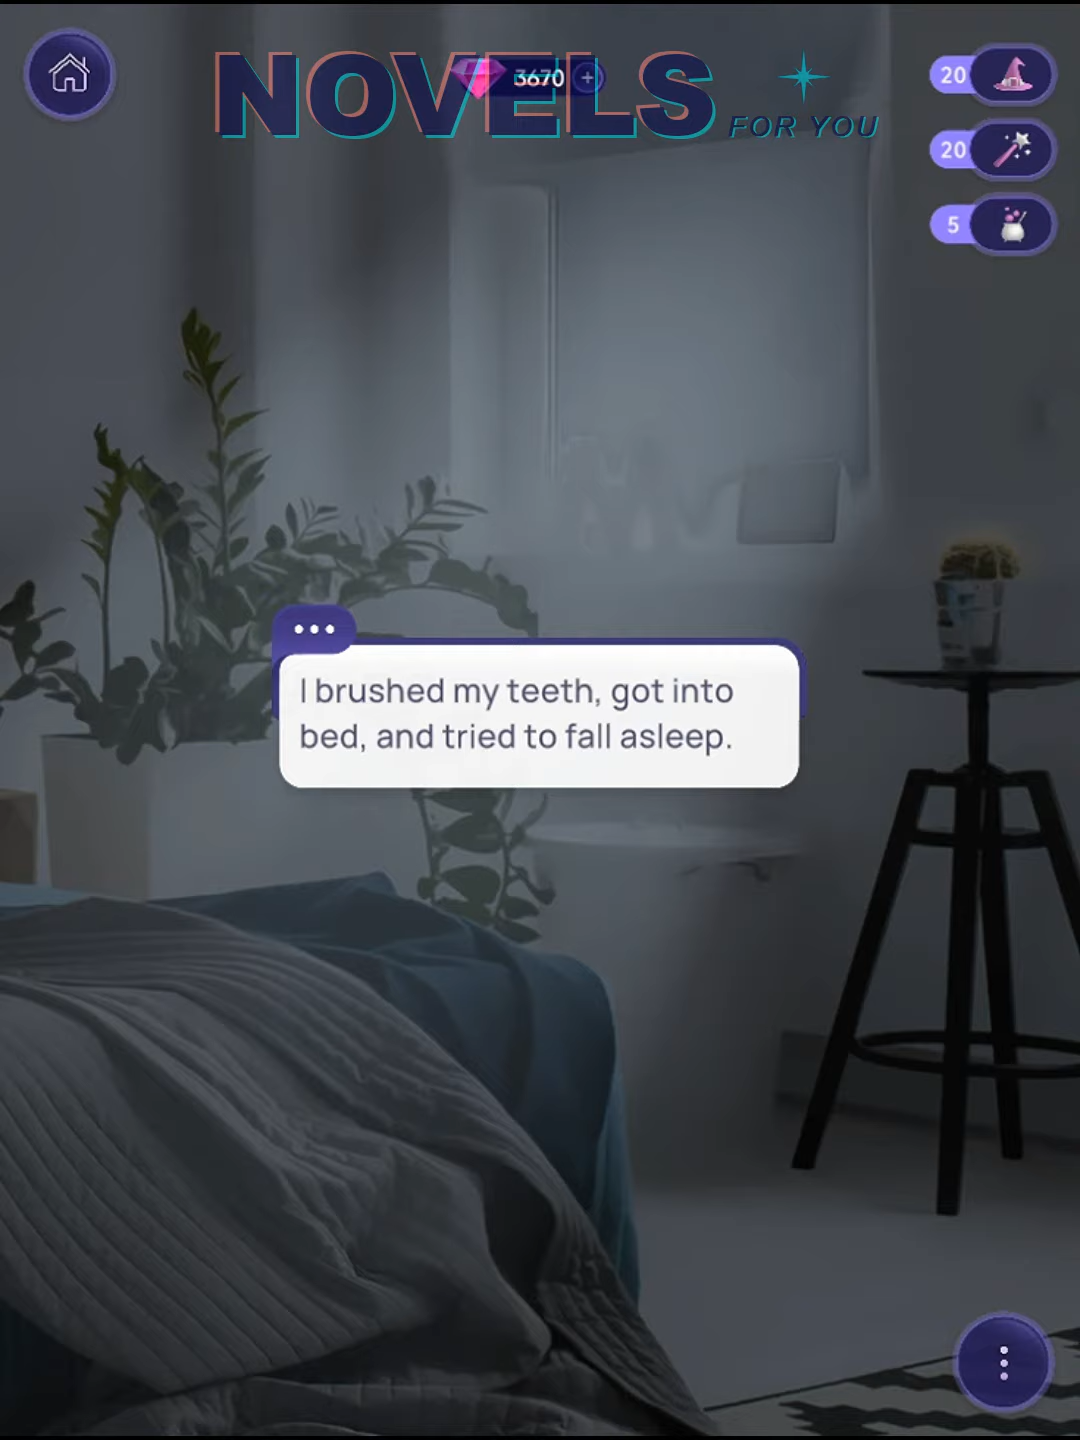 NOVELS
FOR YOU
3670
20
20
5
I brushed my teeth, got into
bed, and tried to fall asleep.